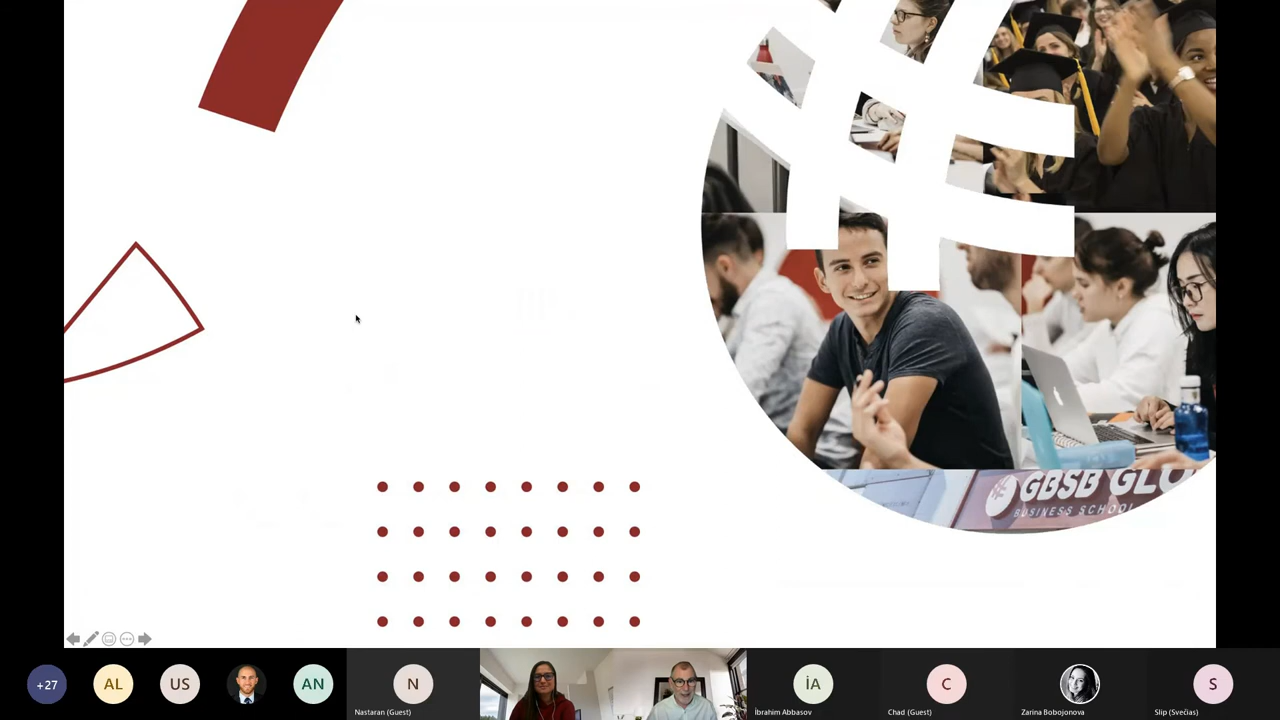 GBSB GLO
BUSINESS SCHOOL
+27
AL
US
AN
N
Nastaran (Guest)
İA
İbrahim Abbasov
C
Chad (Guest)
Zarina Bobojonova
S
Slip (Svečias)